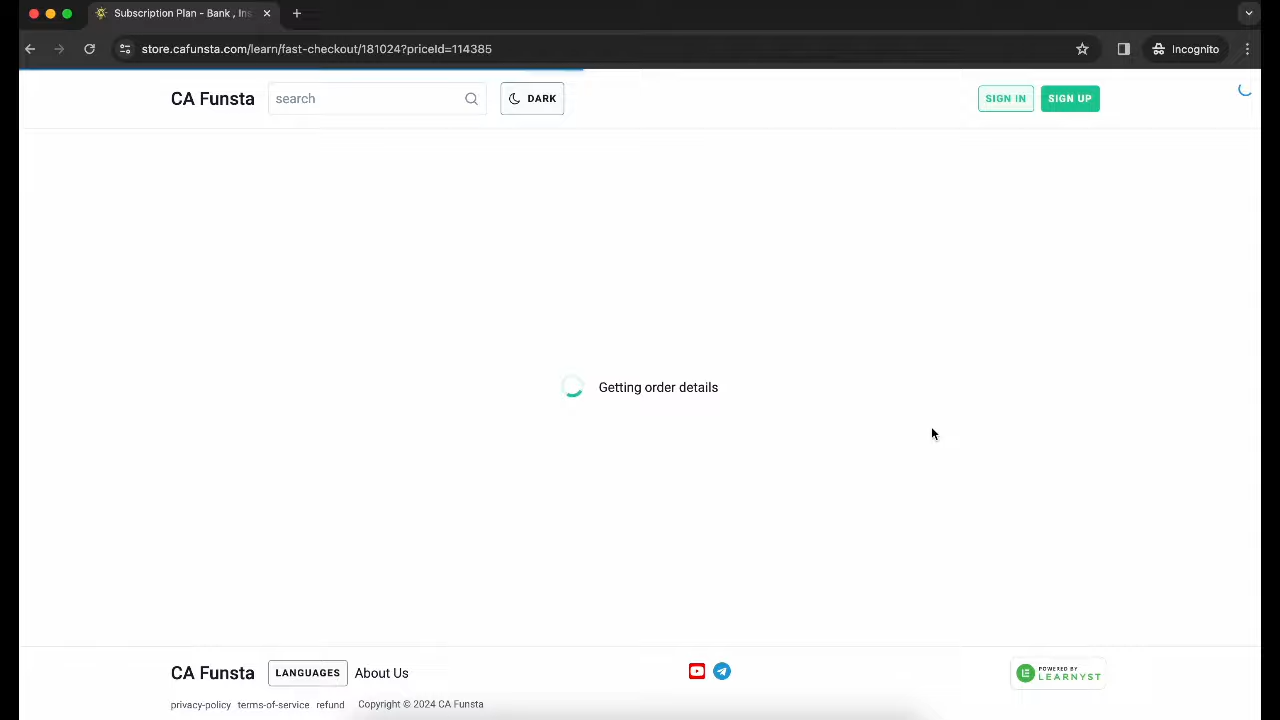 Subscription Plan - Bank , Ins
store.cafunsta.com/learn/fast-checkout/181024?priceId=114385
Incognito
CA Funsta
search
DARK
SIGN IN
SIGN UP
Getting order details
CA Funsta
LANGUAGES
About Us
POWERED BY
LEARNYST
privacy-policy terms-of-service refund Copyright © 2024 CA Funsta